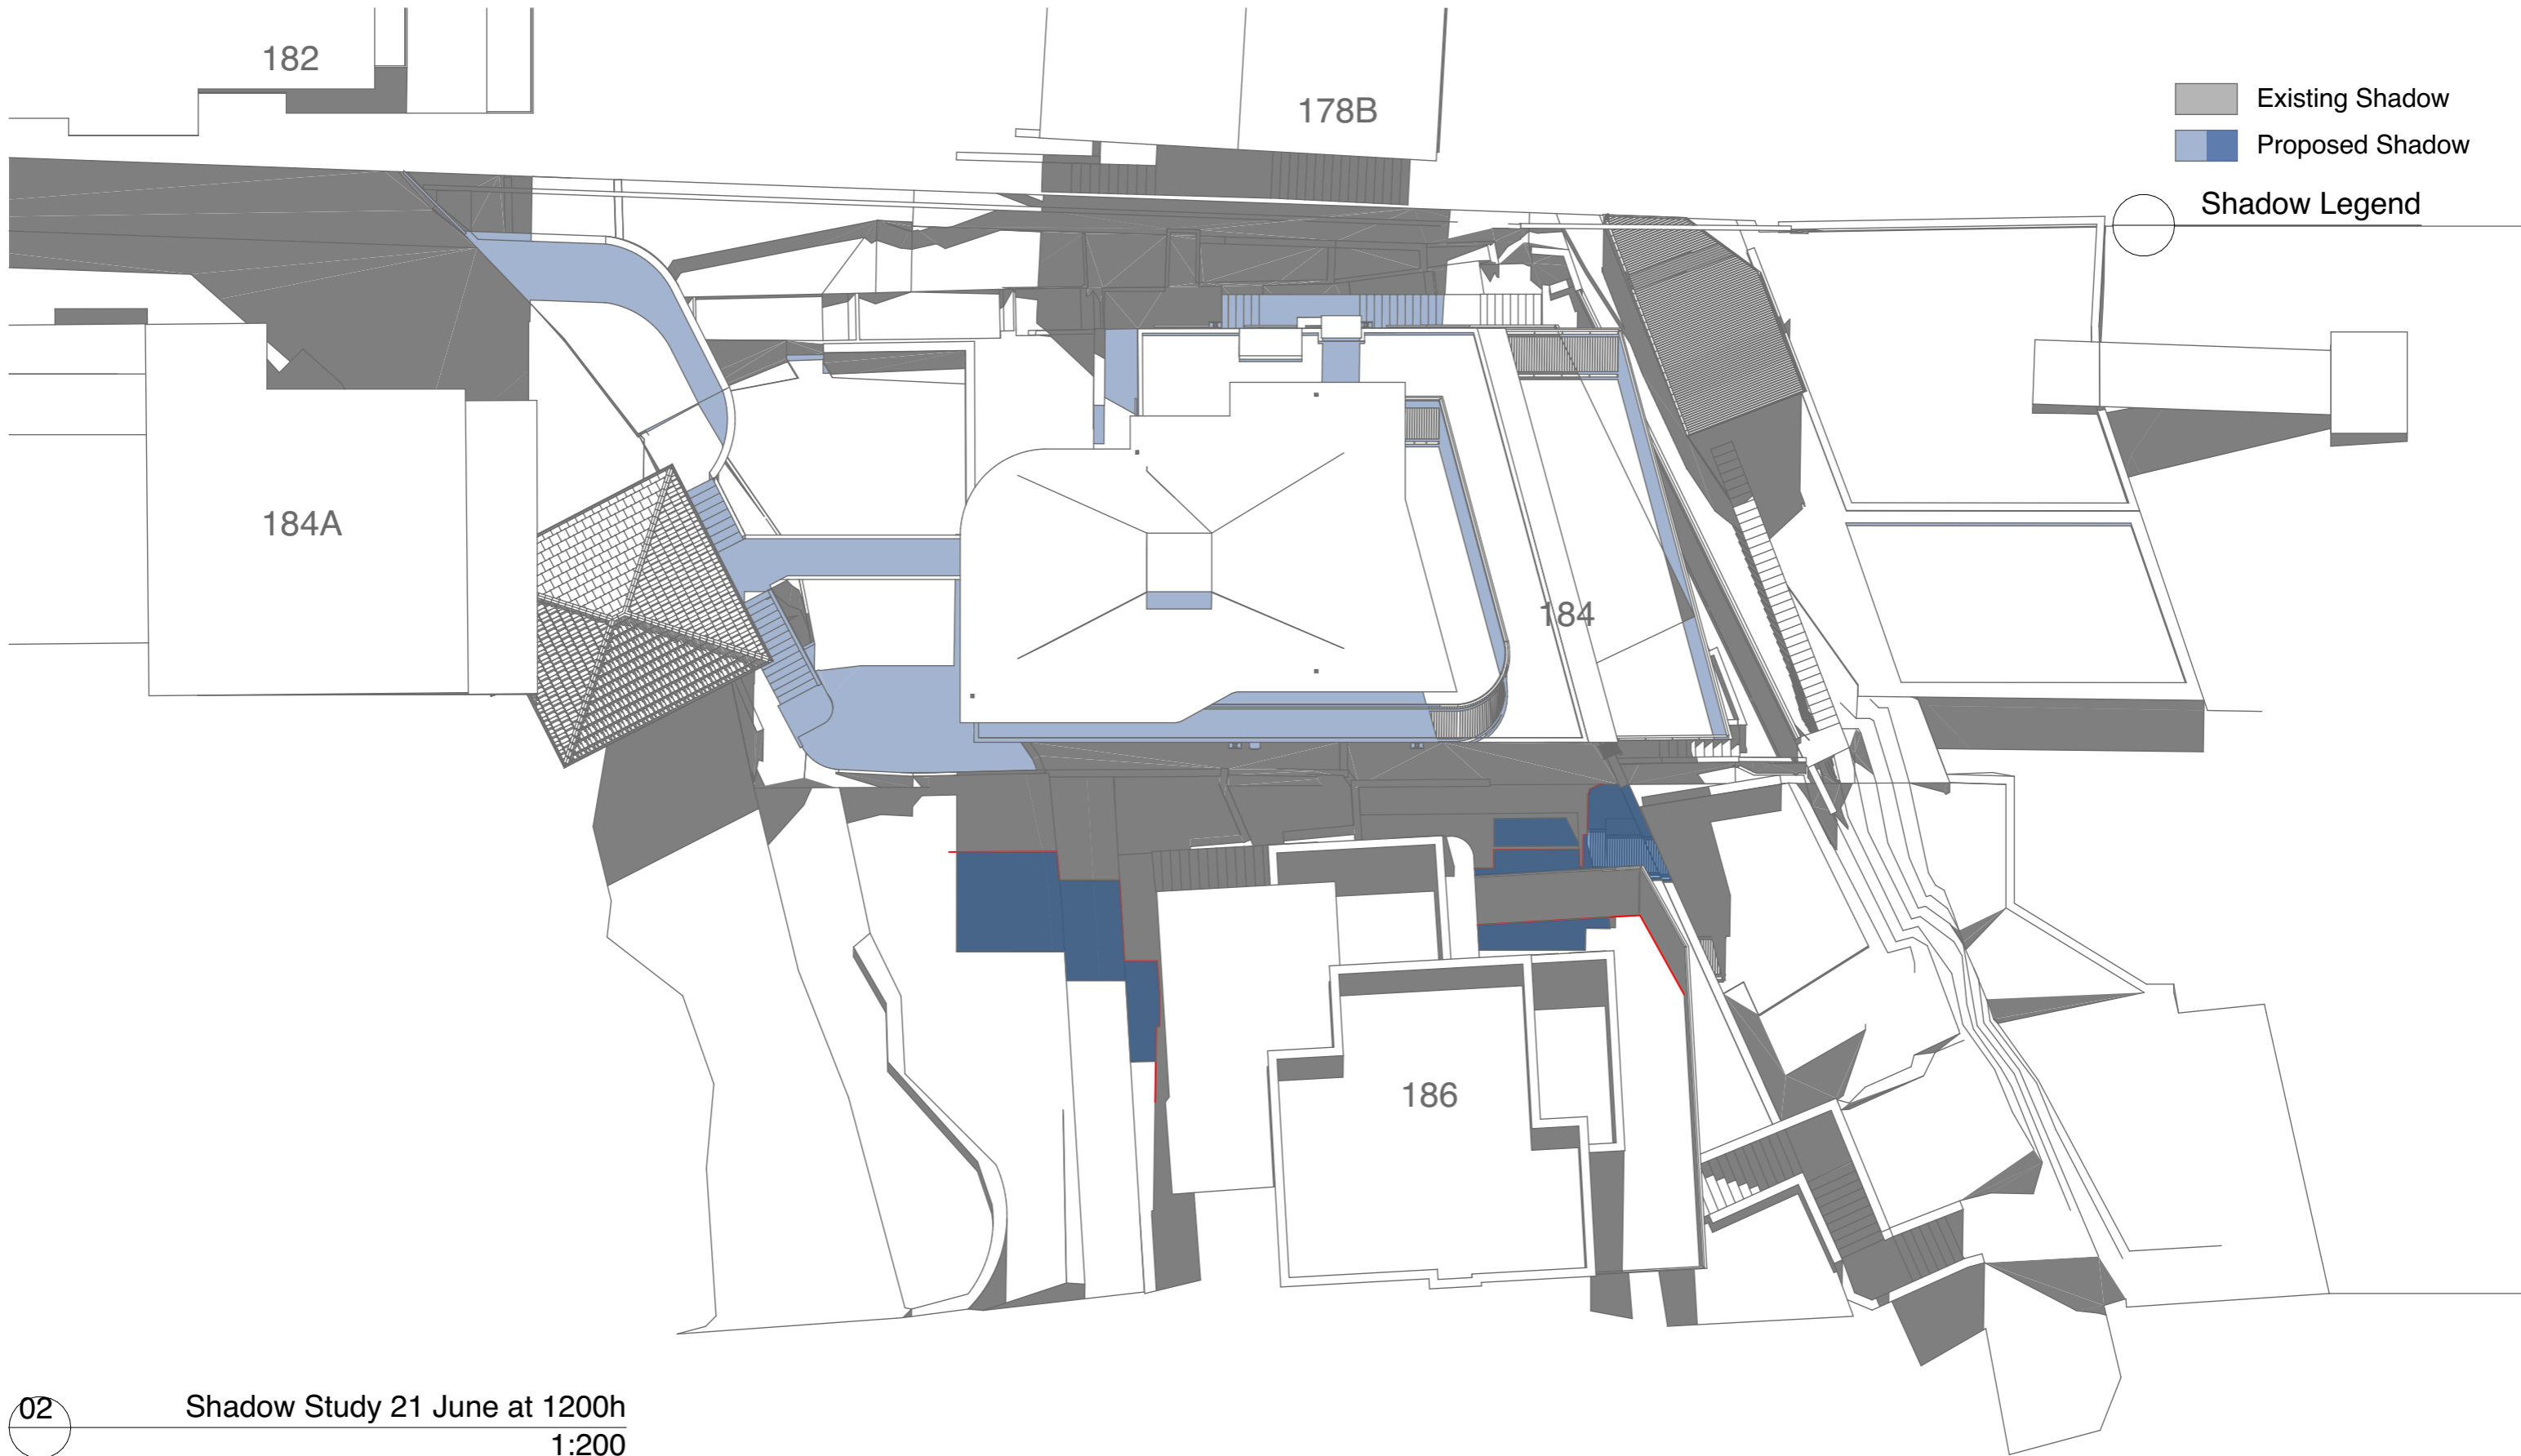 182
178B
Existing Shadow
Proposed Shadow
Shadow Legend
184A
184
186
02
Shadow Study 21 June at 1200h
1:200